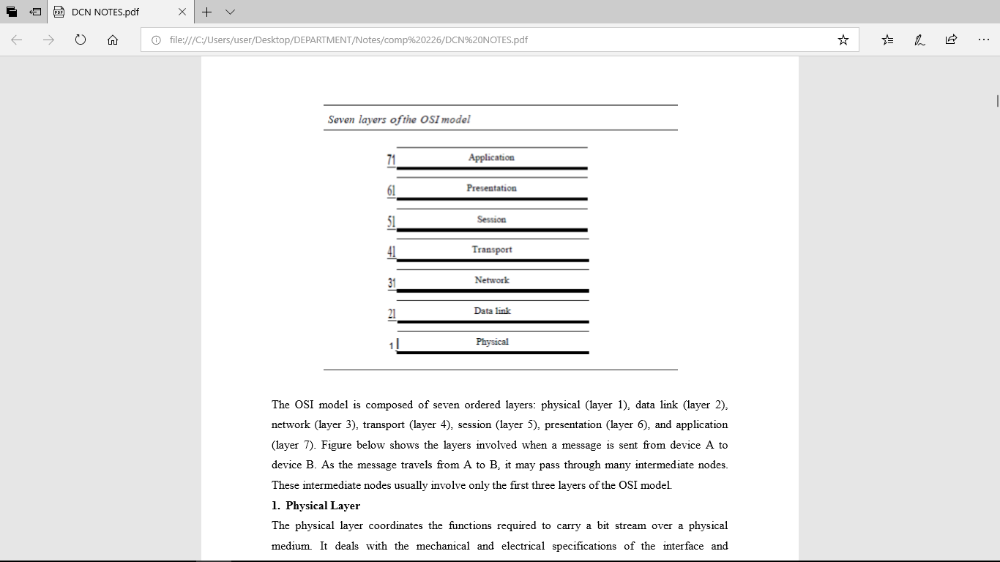 DCN NOTES.pdf
file:///C:/Users/user/Desktop/DEPARTMENT/Notes/comp%20226/DCN%20NOTES.pdf
Seven layers of the OSI model
71 Application
61 Presentation
51 Session
41 Transport
31 Network
21 Data link
1| Physical
The OSI model is composed of seven ordered layers: physical (layer 1), data link (layer 2),
network (layer 3), transport (layer 4), session (layer 5), presentation (layer 6), and application
(layer 7). Figure below shows the layers involved when a message is sent from device A to
device B. As the message travels from A to B, it may pass through many intermediate nodes.
These intermediate nodes usually involve only the first three layers of the OSI model.
1. Physical Layer
The physical layer coordinates the functions required to carry a bit stream over a physical
medium. It deals with the mechanical and electrical specifications of the interface and